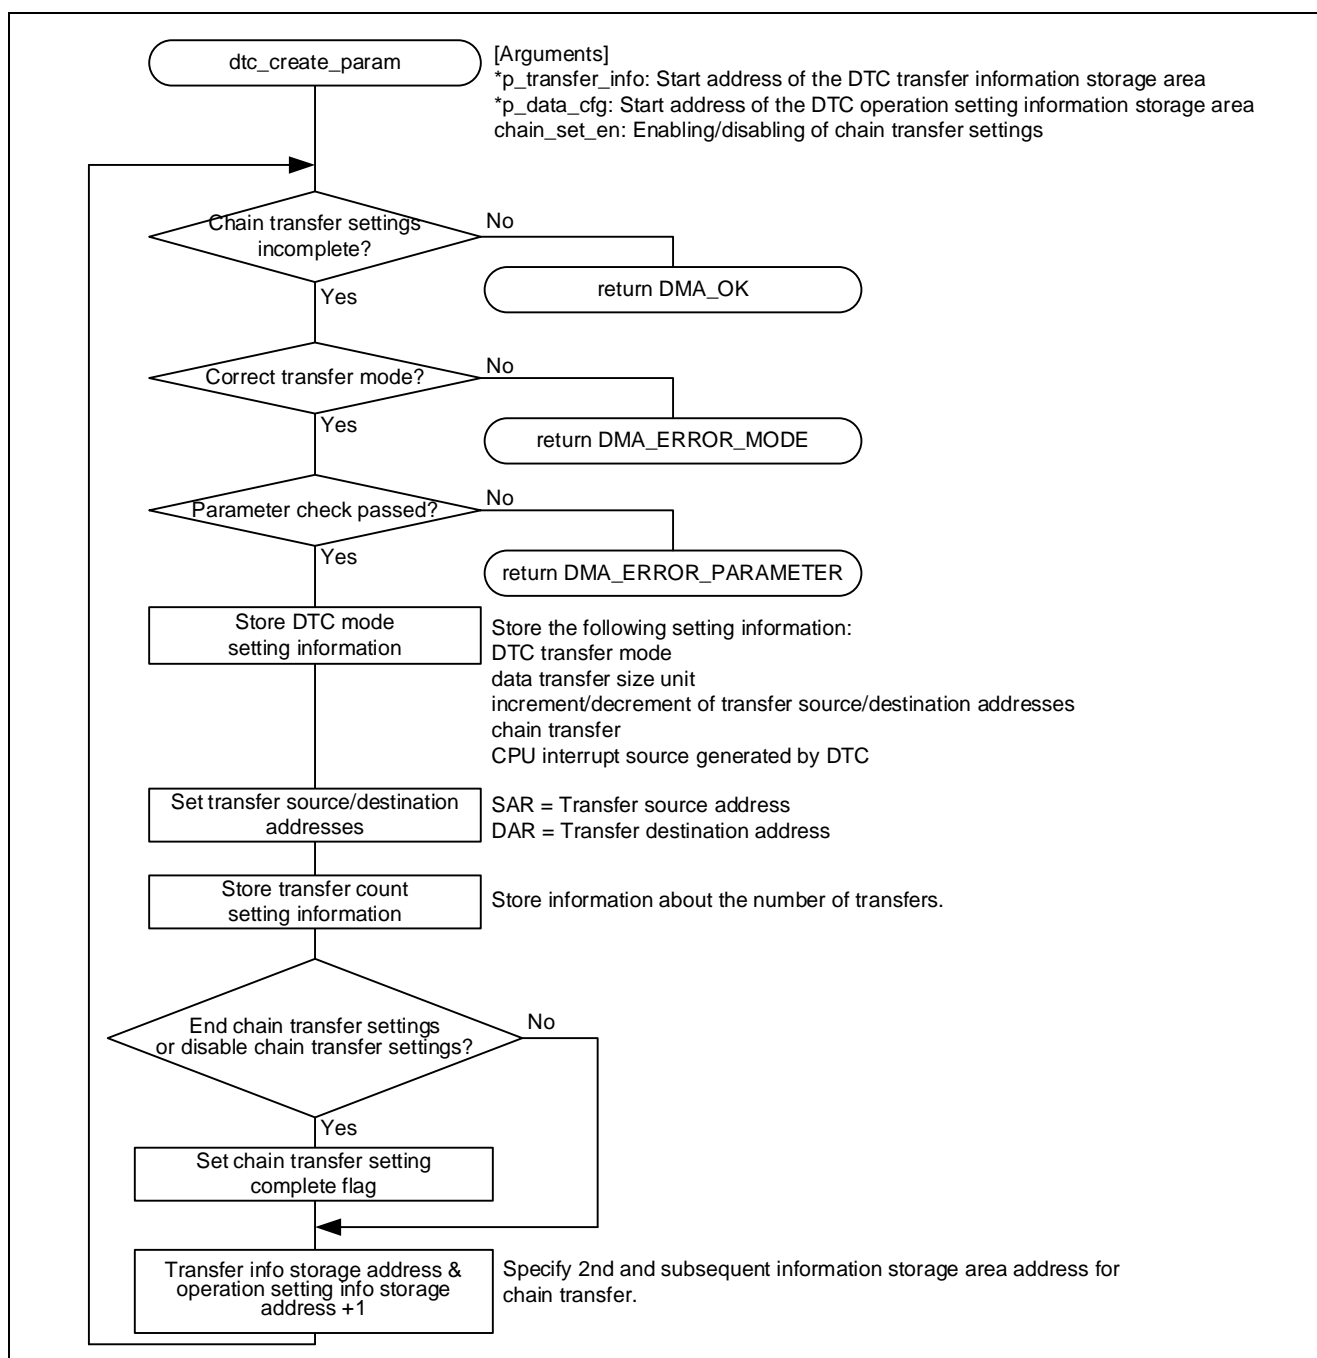 dtc_create_param
[Arguments]
*p_transfer_info: Start address of the DTC transfer information storage area
*p_data_cfg: Start address of the DTC operation setting information storage area
chain_set_en: Enabling/disabling of chain transfer settings
Chain transfer settings
incomplete?
No
return DMA_OK
Yes
Correct transfer mode?
No
return DMA_ERROR_MODE
Yes
Parameter check passed?
No
return DMA_ERROR_PARAMETER
Yes
Store DTC mode
setting information
Store the following setting information:
DTC transfer mode
data transfer size unit
increment/decrement of transfer source/destination addresses
chain transfer
CPU interrupt source generated by DTC
Set transfer source/destination
addresses
SAR = Transfer source address
DAR = Transfer destination address
Store transfer count
setting information
Store information about the number of transfers.
End chain transfer settings
or disable chain transfer settings?
No
Yes
Set chain transfer setting
complete flag
Transfer info storage address &
operation setting info storage
address +1
Specify 2nd and subsequent information storage area address for
chain transfer.